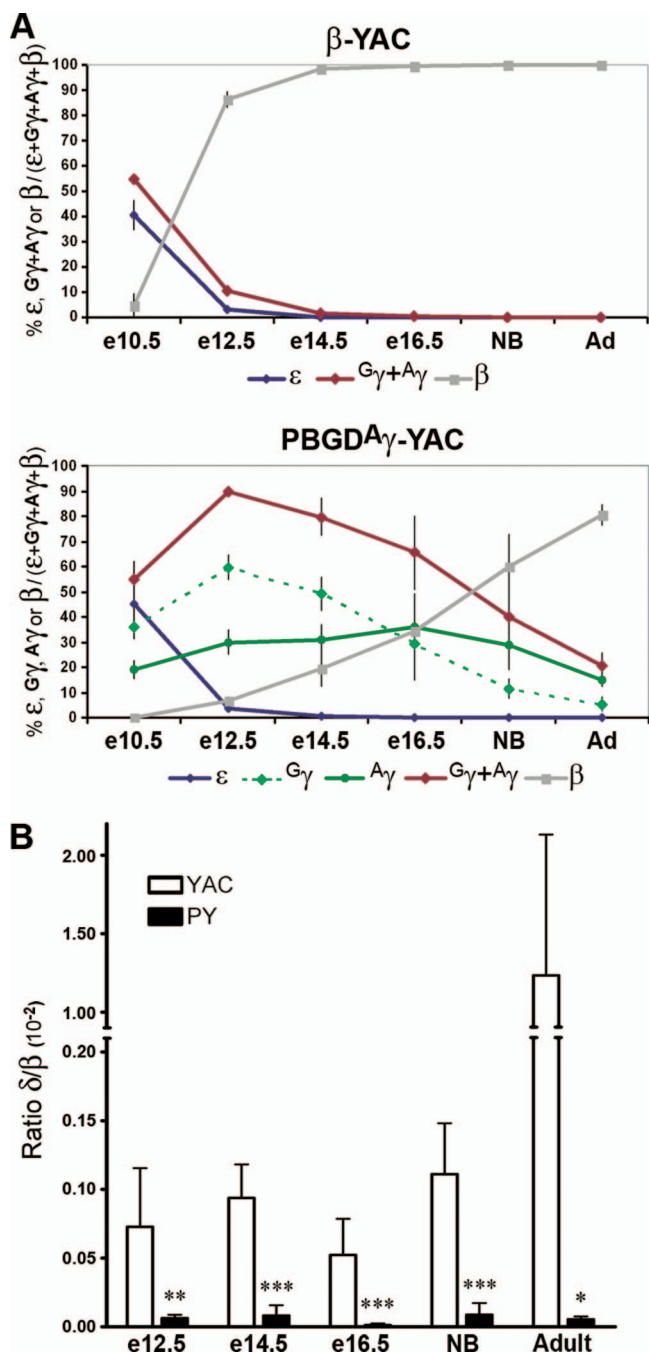 A
β-YAC
% ε, Gγ+Aγ or β / (ε+Gγ+Aγ+β)
100
90
80
70
60
50
40
30
20
10
0
e10.5 e12.5 e14.5 e16.5 NB Ad
ε Gγ+Aγ β
PBGDAγ-YAC
% ε, Gγ, Aγ or β / (ε+Gγ+Aγ+β)
100
90
80
70
60
50
40
30
20
10
0
e10.5 e12.5 e14.5 e16.5 NB Ad
ε Gγ Aγ Gγ+Aγ β
B
YAC
PY
Ratio δ/β (10⁻²)
2.00
1.50
1.00
0.20
0.15
0.10
0.05
0.00
** *** *** *** *
e12.5 e14.5 e16.5 NB Adult